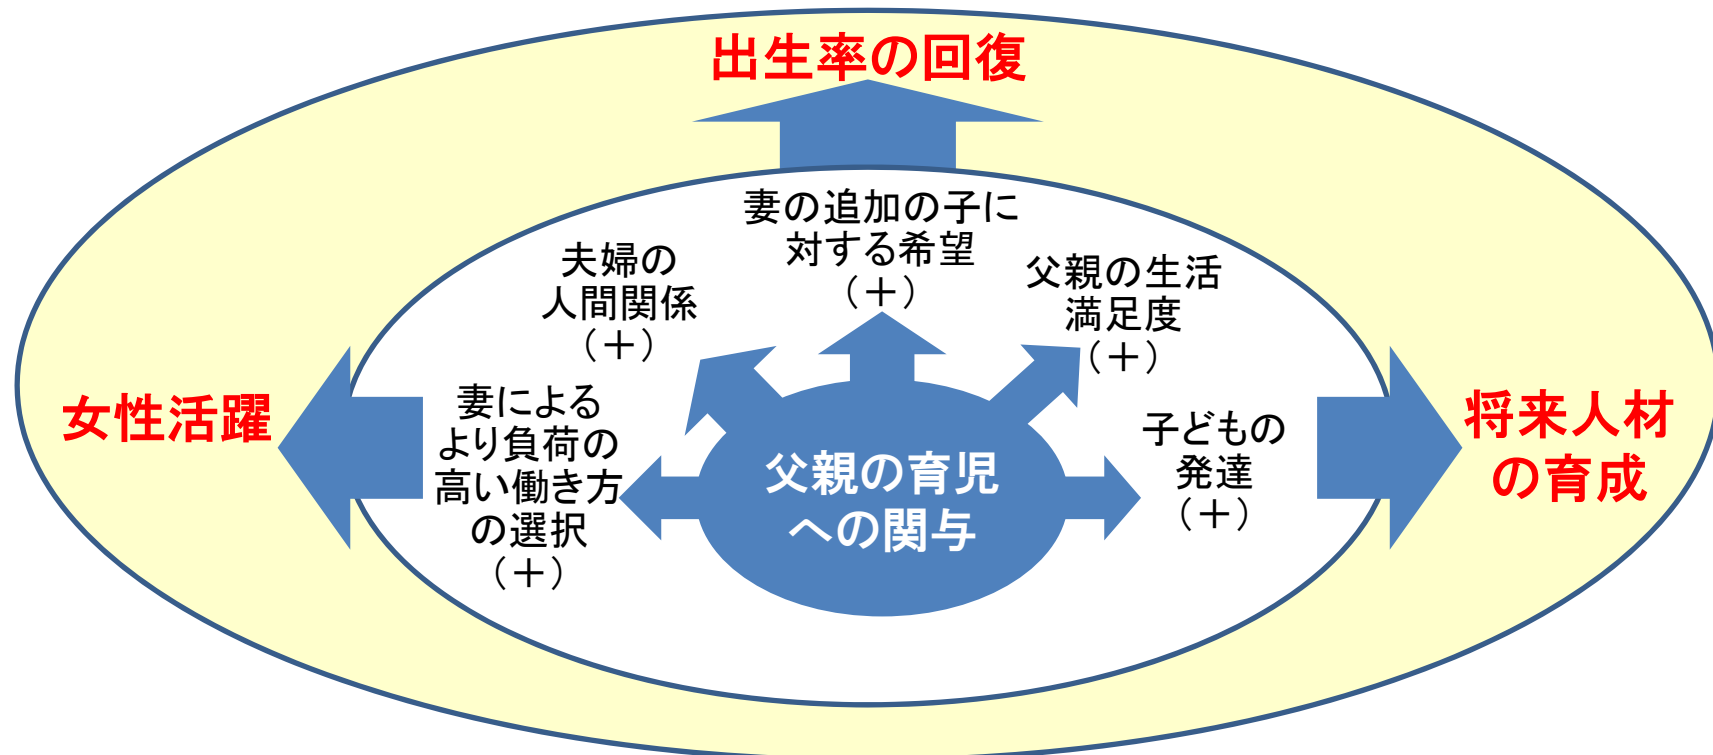 出生率の回復
妻の追加の子に
対する希望
（＋）
夫婦の
人間関係
（＋）
父親の生活
満足度
（＋）
女性活躍
妻による
より負荷の
高い働き方
の選択
（＋）
父親の育児
への関与
子どもの
発達
（＋）
将来人材
の育成